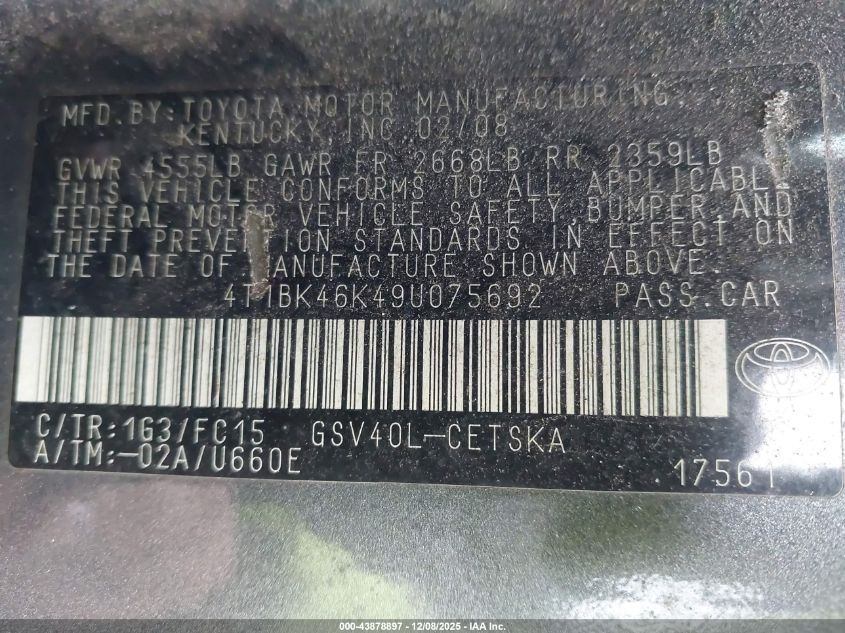 MFD.BY:TOYOTA MOTOR MANUFACTURING.
KENTUCKY, INC 02/08
GVWR 4555LB GAWR FR 2668LB RR 2359LB
THIS VEHICLE CONFORMS TO ALL APPLICABLE
FEDERAL MOTOR VEHICLE SAFETY, BUMPER, AND
THEFT PREVENTION STANDARDS IN EFFECT ON
THE DATE OF MANUFACTURE SHOWN ABOVE.
4T1BK46K49U075692 PASS.CAR
C/TR:1G3/FC15 GSV40L-CETSKA
A/TM:-02A/U660E 17561
000-43878897 - 12/08/2025 - IAA Inc.